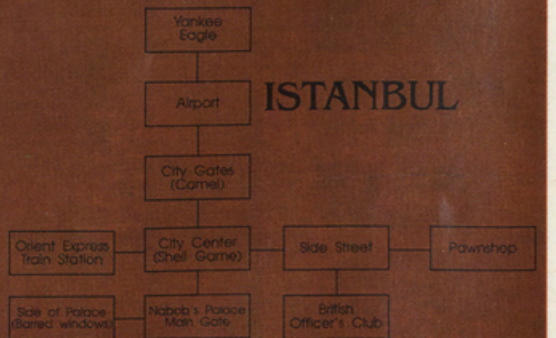 Yankee
Eagle
Airport
ISTANBUL
City Gates
(Camel)
Orient Express
Train Station
City Center
(Shell Game)
Side Street
Pawnshop
Side of Palace
(Barred windows)
Nabob's Palace
Main Gate
British
Officer's Club